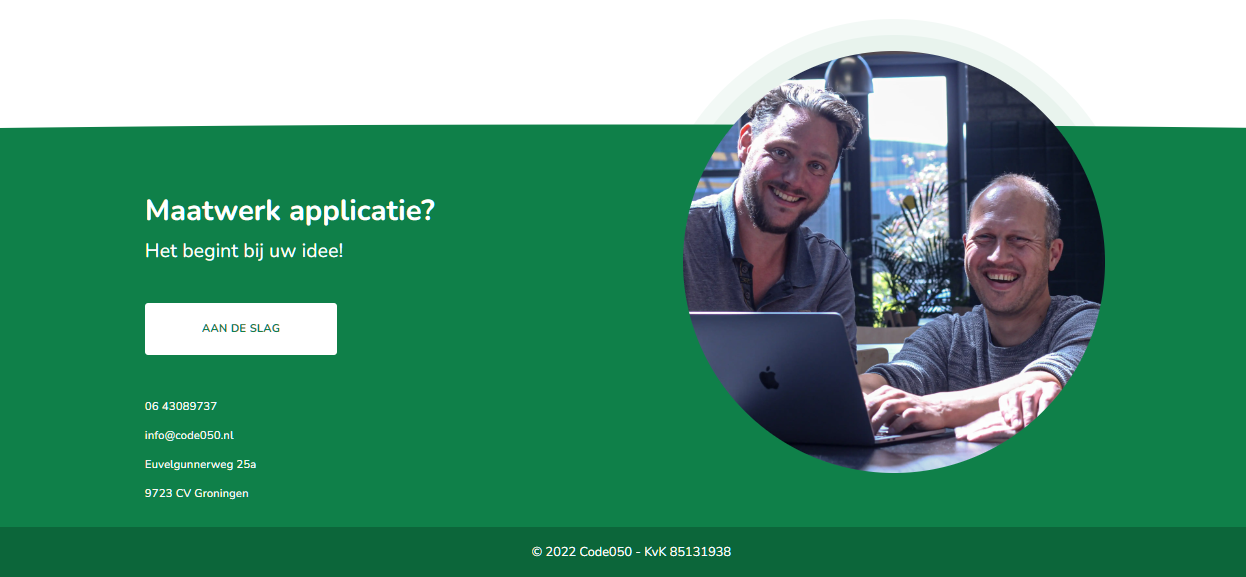 Maatwerk applicatie?
Het begint bij uw idee!
AAN DE SLAG
06 43089737
info@code050.nl
Euvelgunnerweg 25a
9723 CV Groningen
© 2022 Code050 - KvK 85131938